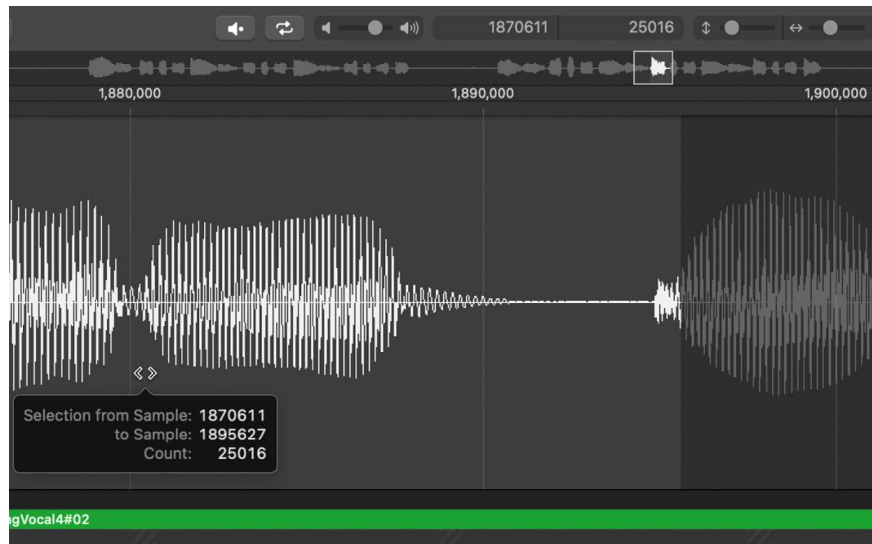 1870611 25016
1,880,000 1,890,000 1,900,000
Selection from Sample: 1870611
to Sample: 1895627
Count: 25016
gVocal4#02